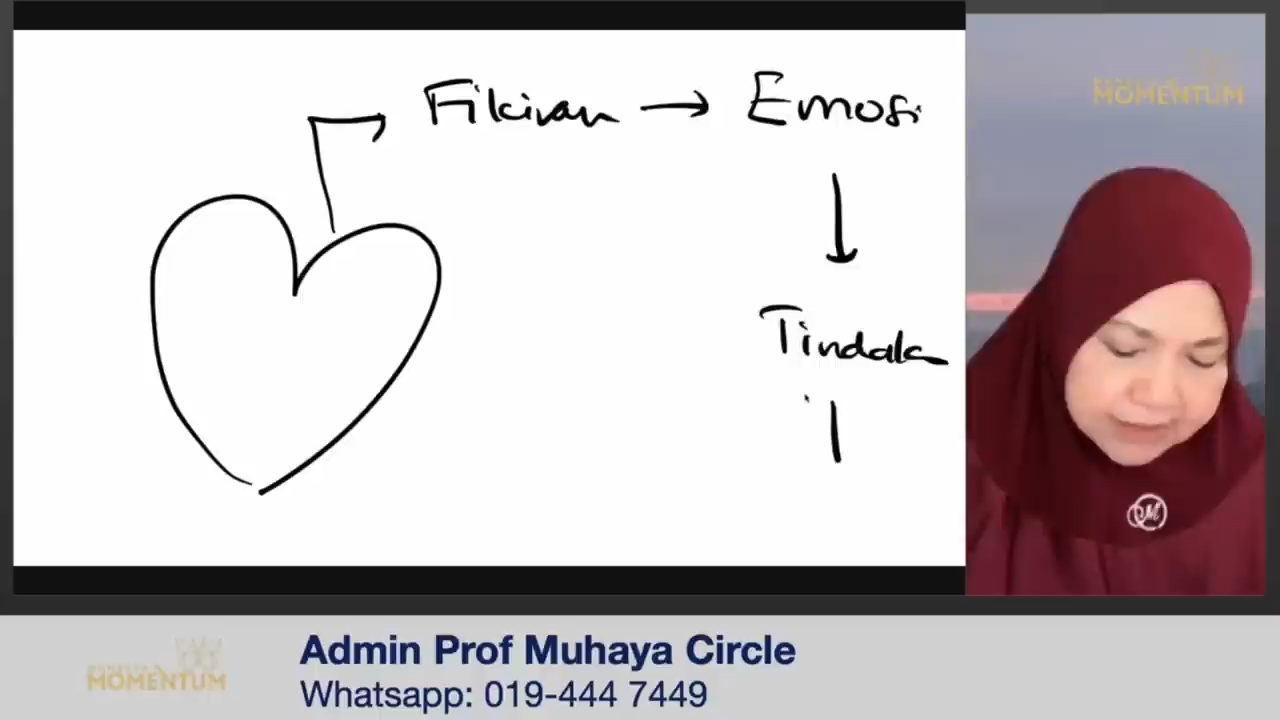 Fikiran → Emosi
Tindak
MOMENTUM
MOMENTUM
Admin Prof Muhaya Circle
Whatsapp: 019-444 7449